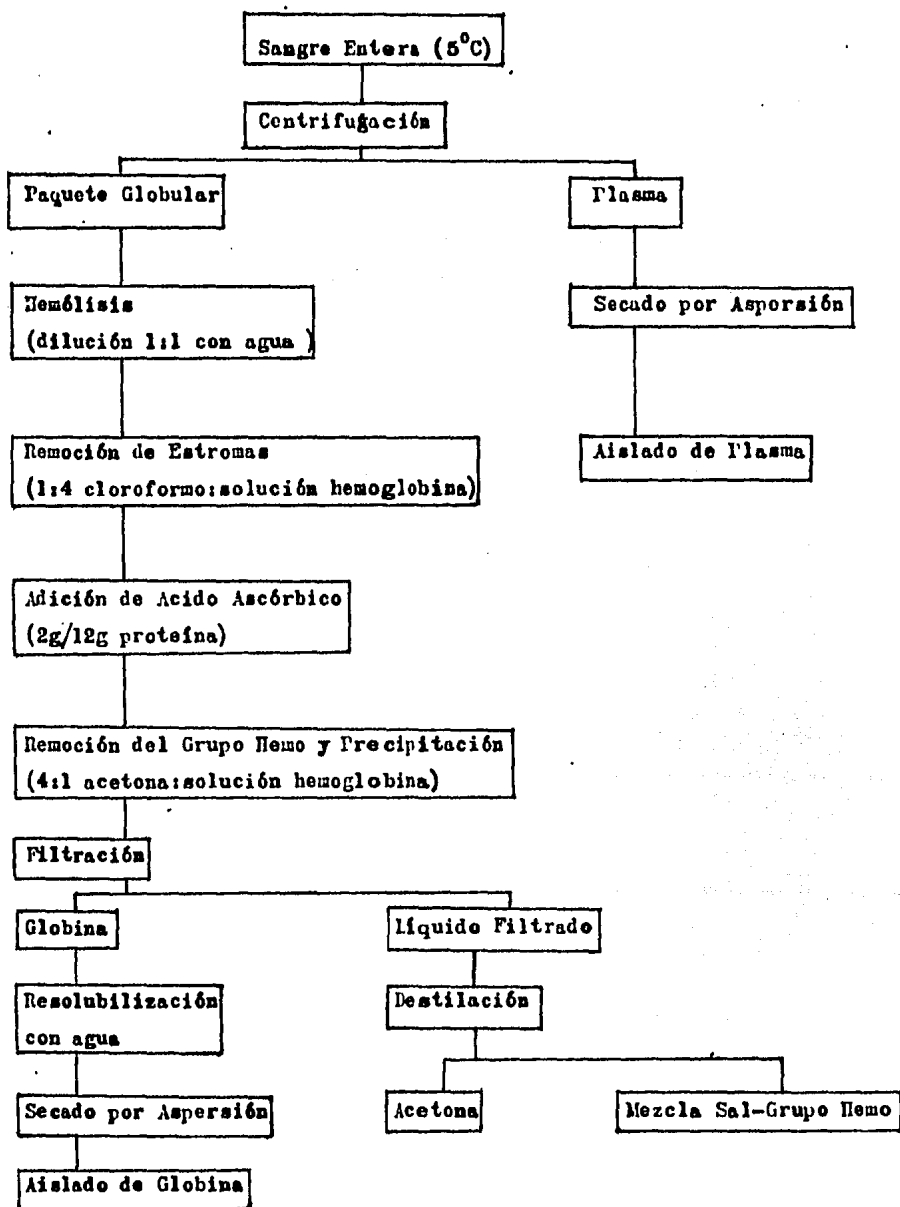 Sangre Entera (5°C)
Centrifugación
Paquete Globular
Plasma
Hemólisis
(dilución 1:1 con agua )
Secado por Aspersión
Remoción de Estromas
(1:4 cloroformo:solución hemoglobina)
Aislado de Plasma
Adición de Acido Ascórbico
(2g/12g proteína)
Remoción del Grupo Hemo y Precipitación
(4:1 acetona:solución hemoglobina)
Filtración
Globina
Líquido Filtrado
Resolubilización
con agua
Destilación
Secado por Aspersión
Acetona
Mezcla Sal-Grupo Hemo
Aislado de Globina